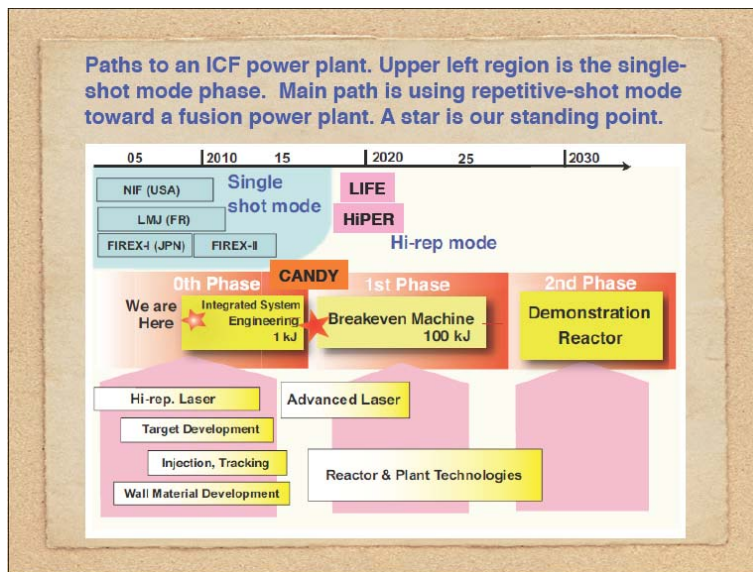 Paths to an ICF power plant. Upper left region is the single-
shot mode phase. Main path is using repetitive-shot mode
toward a fusion power plant. A star is our standing point.
05
2010
15
2020
25
2030
NIF (USA)
LMJ (FR)
FIREX-I (JPN)
FIREX-II
Single
shot mode
LIFE
HiPER
Hi-rep mode
CANDY
0th Phase
1st Phase
2nd Phase
We are
Here
Integrated System
Engineering
1 kJ
Breakeven Machine
100 kJ
Demonstration
Reactor
Hi-rep. Laser
Target Development
Injection, Tracking
Wall Material Development
Advanced Laser
Reactor & Plant Technologies